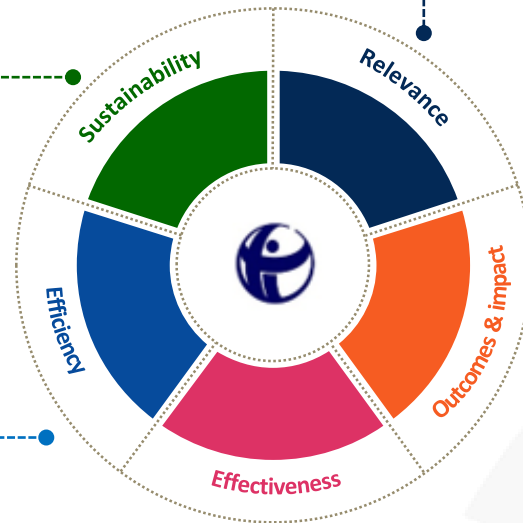 Sustainability
Relevance
Efficiency
Outcomes & impact
Effectiveness